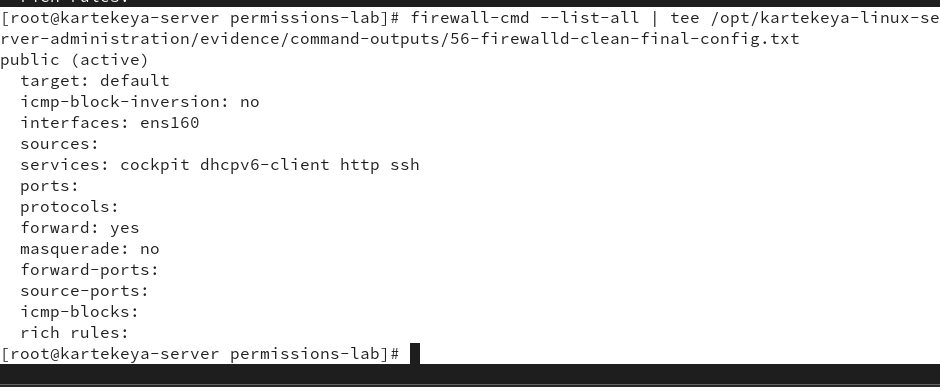 [root@kartekeya-server permissions-lab]# firewall-cmd --list-all | tee /opt/kartekeya-linux-se
rver-administration/evidence/command-outputs/56-firewalld-clean-final-config.txt
public (active)
  target: default
  icmp-block-inversion: no
  interfaces: ens160
  sources:
  services: cockpit dhcpv6-client http ssh
  ports:
  protocols:
  forward: yes
  masquerade: no
  forward-ports:
  source-ports:
  icmp-blocks:
  rich rules:
[root@kartekeya-server permissions-lab]#